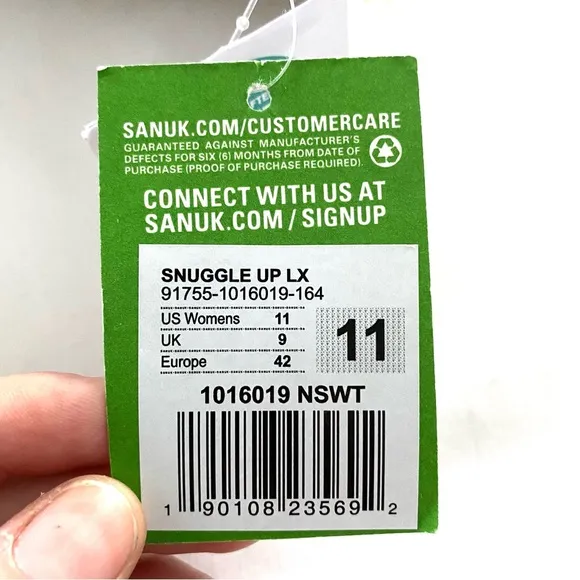 FTE
SANUK.COM/CUSTOMERCARE
GUARANTEED AGAINST MANUFACTURER'S
DEFECTS FOR SIX (6) MONTHS FROM DATE OF
PURCHASE (PROOF OF PURCHASE REQUIRED).
CONNECT WITH US AT
SANUK.COM / SIGNUP
SNUGGLE UP LX
91755-1016019-164
US Womens 11
UK 9
Europe 42
11
1016019 NSWT
1 90108 23569 2